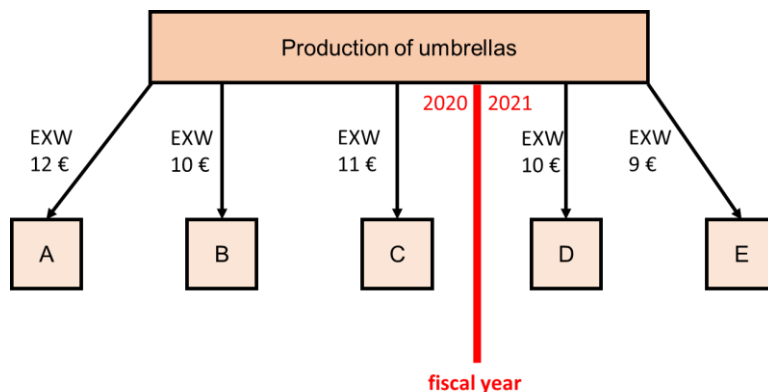 Production of umbrellas
2020 2021
EXW
12 €
EXW
10 €
EXW
11 €
EXW
10 €
EXW
9 €
A
B
C
D
E
fiscal year